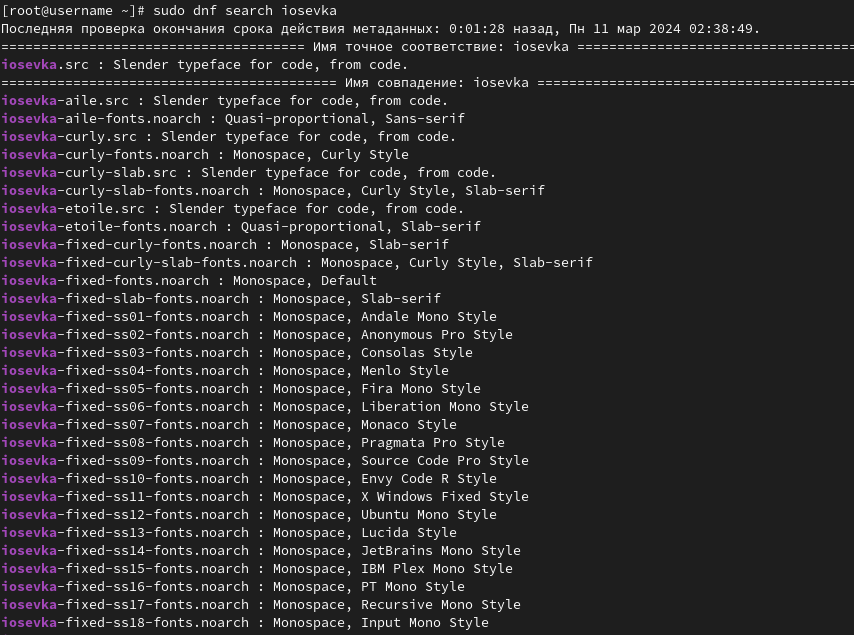 [root@username ~]# sudo dnf search iosevka
Последняя проверка окончания срока действия метаданных: 0:01:28 назад, Пн 11 мар 2024 02:38:49.
====================================== Имя точное соответствие: iosevka ===================================
iosevka.src : Slender typeface for code, from code.
========================================== Имя совпадение: iosevka ========================================
iosevka-aile.src : Slender typeface for code, from code.
iosevka-aile-fonts.noarch : Quasi-proportional, Sans-serif
iosevka-curly.src : Slender typeface for code, from code.
iosevka-curly-fonts.noarch : Monospace, Curly Style
iosevka-curly-slab.src : Slender typeface for code, from code.
iosevka-curly-slab-fonts.noarch : Monospace, Curly Style, Slab-serif
iosevka-etoile.src : Slender typeface for code, from code.
iosevka-etoile-fonts.noarch : Quasi-proportional, Slab-serif
iosevka-fixed-curly-fonts.noarch : Monospace, Slab-serif
iosevka-fixed-curly-slab-fonts.noarch : Monospace, Curly Style, Slab-serif
iosevka-fixed-fonts.noarch : Monospace, Default
iosevka-fixed-slab-fonts.noarch : Monospace, Slab-serif
iosevka-fixed-ss01-fonts.noarch : Monospace, Andale Mono Style
iosevka-fixed-ss02-fonts.noarch : Monospace, Anonymous Pro Style
iosevka-fixed-ss03-fonts.noarch : Monospace, Consolas Style
iosevka-fixed-ss04-fonts.noarch : Monospace, Menlo Style
iosevka-fixed-ss05-fonts.noarch : Monospace, Fira Mono Style
iosevka-fixed-ss06-fonts.noarch : Monospace, Liberation Mono Style
iosevka-fixed-ss07-fonts.noarch : Monospace, Monaco Style
iosevka-fixed-ss08-fonts.noarch : Monospace, Pragmata Pro Style
iosevka-fixed-ss09-fonts.noarch : Monospace, Source Code Pro Style
iosevka-fixed-ss10-fonts.noarch : Monospace, Envy Code R Style
iosevka-fixed-ss11-fonts.noarch : Monospace, X Windows Fixed Style
iosevka-fixed-ss12-fonts.noarch : Monospace, Ubuntu Mono Style
iosevka-fixed-ss13-fonts.noarch : Monospace, Lucida Style
iosevka-fixed-ss14-fonts.noarch : Monospace, JetBrains Mono Style
iosevka-fixed-ss15-fonts.noarch : Monospace, IBM Plex Mono Style
iosevka-fixed-ss16-fonts.noarch : Monospace, PT Mono Style
iosevka-fixed-ss17-fonts.noarch : Monospace, Recursive Mono Style
iosevka-fixed-ss18-fonts.noarch : Monospace, Input Mono Style